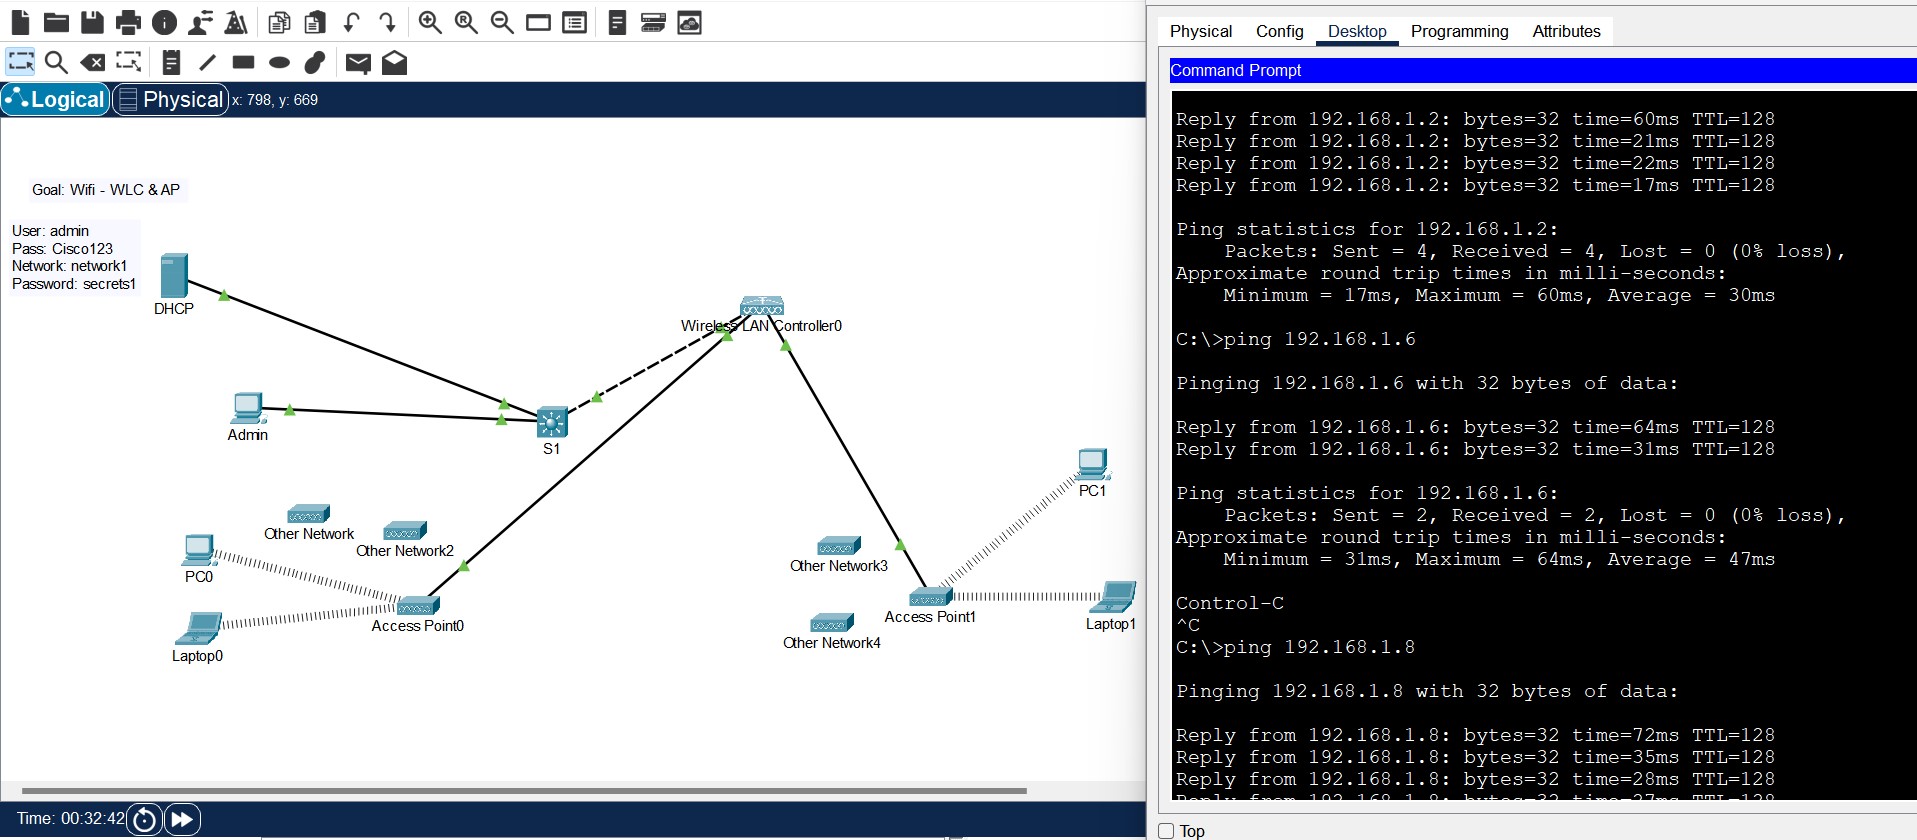 Logical
Physical
x: 798, y: 669
Goal: Wifi - WLC & AP
User: admin
Pass: Cisco123
Network: network1
Password: secrets1
DHCP
Wireless LAN Controller0
Admin
S1
PC1
Other Network
Other Network2
Other Network3
PC0
Access Point0
Access Point1
Laptop1
Other Network4
Laptop0
Time: 00:32:42
Physical Config Desktop Programming Attributes
Command Prompt
Reply from 192.168.1.2: bytes=32 time=60ms TTL=128
Reply from 192.168.1.2: bytes=32 time=21ms TTL=128
Reply from 192.168.1.2: bytes=32 time=22ms TTL=128
Reply from 192.168.1.2: bytes=32 time=17ms TTL=128
Ping statistics for 192.168.1.2:
Packets: Sent = 4, Received = 4, Lost = 0 (0% loss),
Approximate round trip times in milli-seconds:
Minimum = 17ms, Maximum = 60ms, Average = 30ms
C:\>ping 192.168.1.6
Pinging 192.168.1.6 with 32 bytes of data:
Reply from 192.168.1.6: bytes=32 time=64ms TTL=128
Reply from 192.168.1.6: bytes=32 time=31ms TTL=128
Ping statistics for 192.168.1.6:
Packets: Sent = 2, Received = 2, Lost = 0 (0% loss),
Approximate round trip times in milli-seconds:
Minimum = 31ms, Maximum = 64ms, Average = 47ms
Control-C
^C
C:\>ping 192.168.1.8
Pinging 192.168.1.8 with 32 bytes of data:
Reply from 192.168.1.8: bytes=32 time=72ms TTL=128
Reply from 192.168.1.8: bytes=32 time=35ms TTL=128
Reply from 192.168.1.8: bytes=32 time=28ms TTL=128
Reply from 192.168.1.8: bytes=32 time=27ms TTL=128
Top